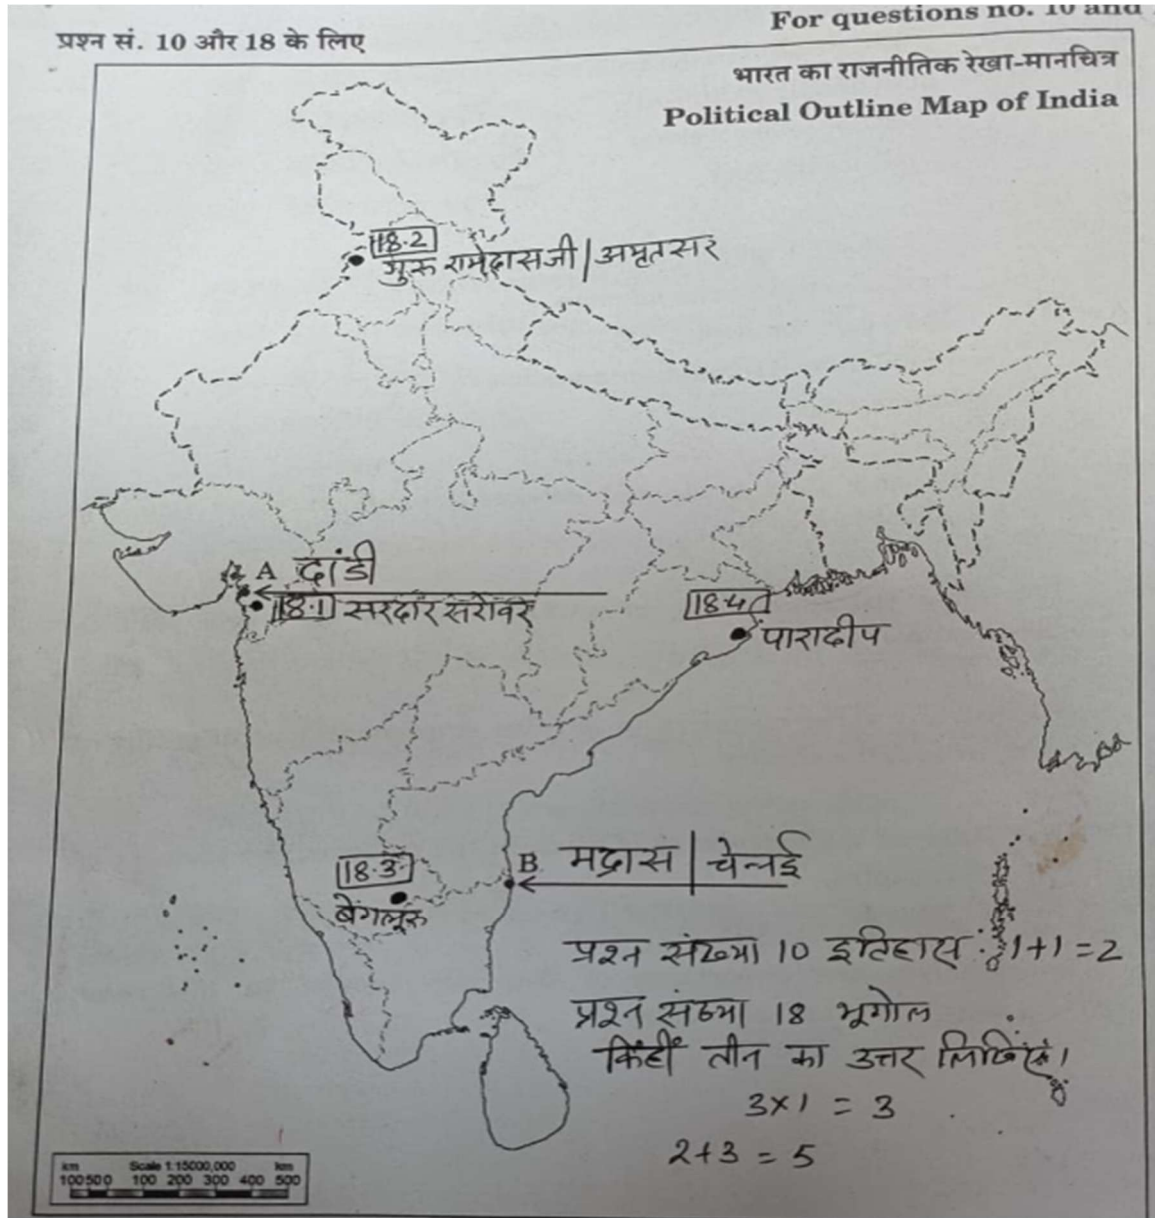 For questions no. 10 and
प्रश्न सं. 10 और 18 के लिए
भारत का राजनीतिक रेखा-मानचित्र
Political Outline Map of India
18.2
गुरु रामदासजी | अमृतसर
A दांडी
18.1 सरदार सरोवर
18.4
पारादीप
18.3
बेंगलूरु
B मद्रास | चेन्नई
प्रश्न संख्या 10 इतिहास : 1+1=2
प्रश्न संख्या 18 भूगोल
किंहीं तीन का उत्तर लिखिए।
3×1 = 3
2+3 = 5
km Scale 1:15000,000 km
100 50 0 100 200 300 400 500